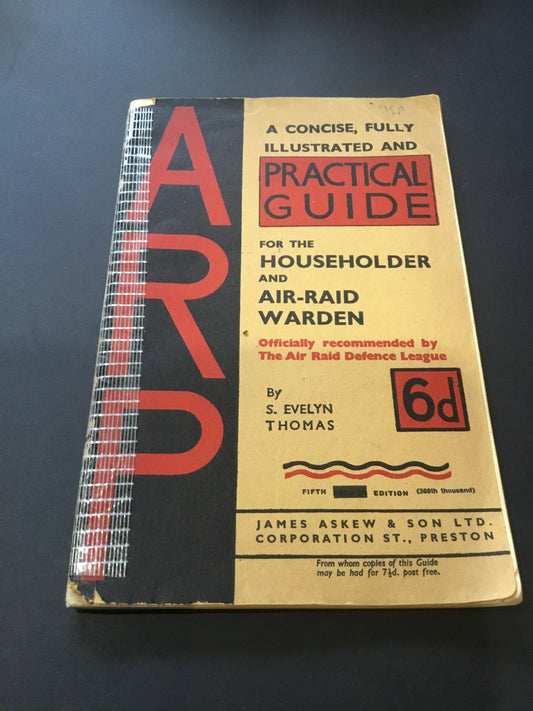 ARP
A CONCISE, FULLY
ILLUSTRATED AND
PRACTICAL
GUIDE
FOR THE
HOUSEHOLDER
AND
AIR-RAID
WARDEN
Officially recommended by
The Air Raid Defence League
By
S. EVELYN
THOMAS
6d
FIFTH EDITION (300th thousand)
JAMES ASKEW & SON LTD.
CORPORATION ST., PRESTON
From whom copies of this Guide
may be had for 7½d. post free.